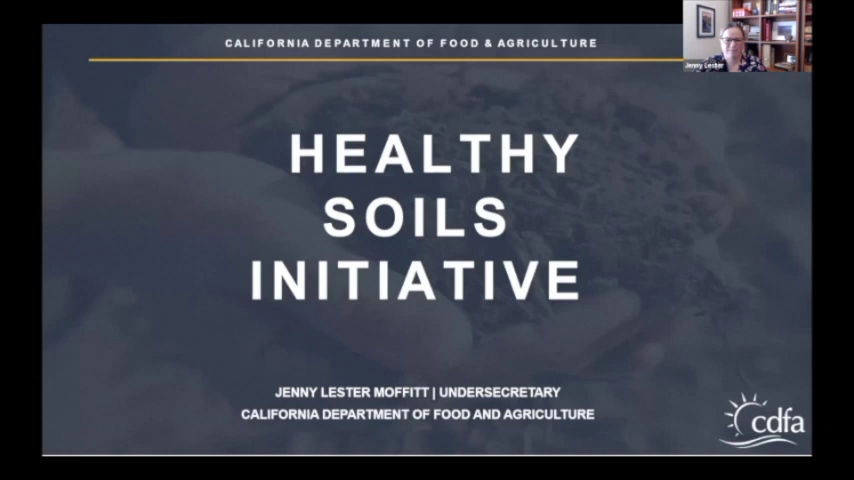 CALIFORNIA DEPARTMENT OF FOOD & AGRICULTURE
Jenny Lester
HEALTHY
SOILS
INITIATIVE
JENNY LESTER MOFFITT | UNDERSECRETARY
CALIFORNIA DEPARTMENT OF FOOD AND AGRICULTURE
cdfa